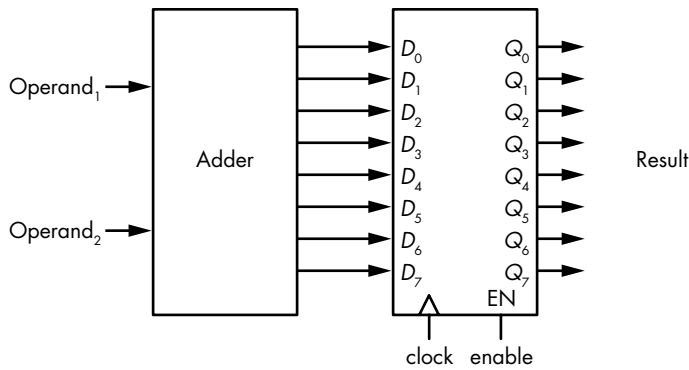 Operand₁
Operand₂
Adder
D₀ Q₀
D₁ Q₁
D₂ Q₂
D₃ Q₃
D₄ Q₄
D₅ Q₅
D₆ Q₆
D₇ Q₇
EN
clock enable
Result